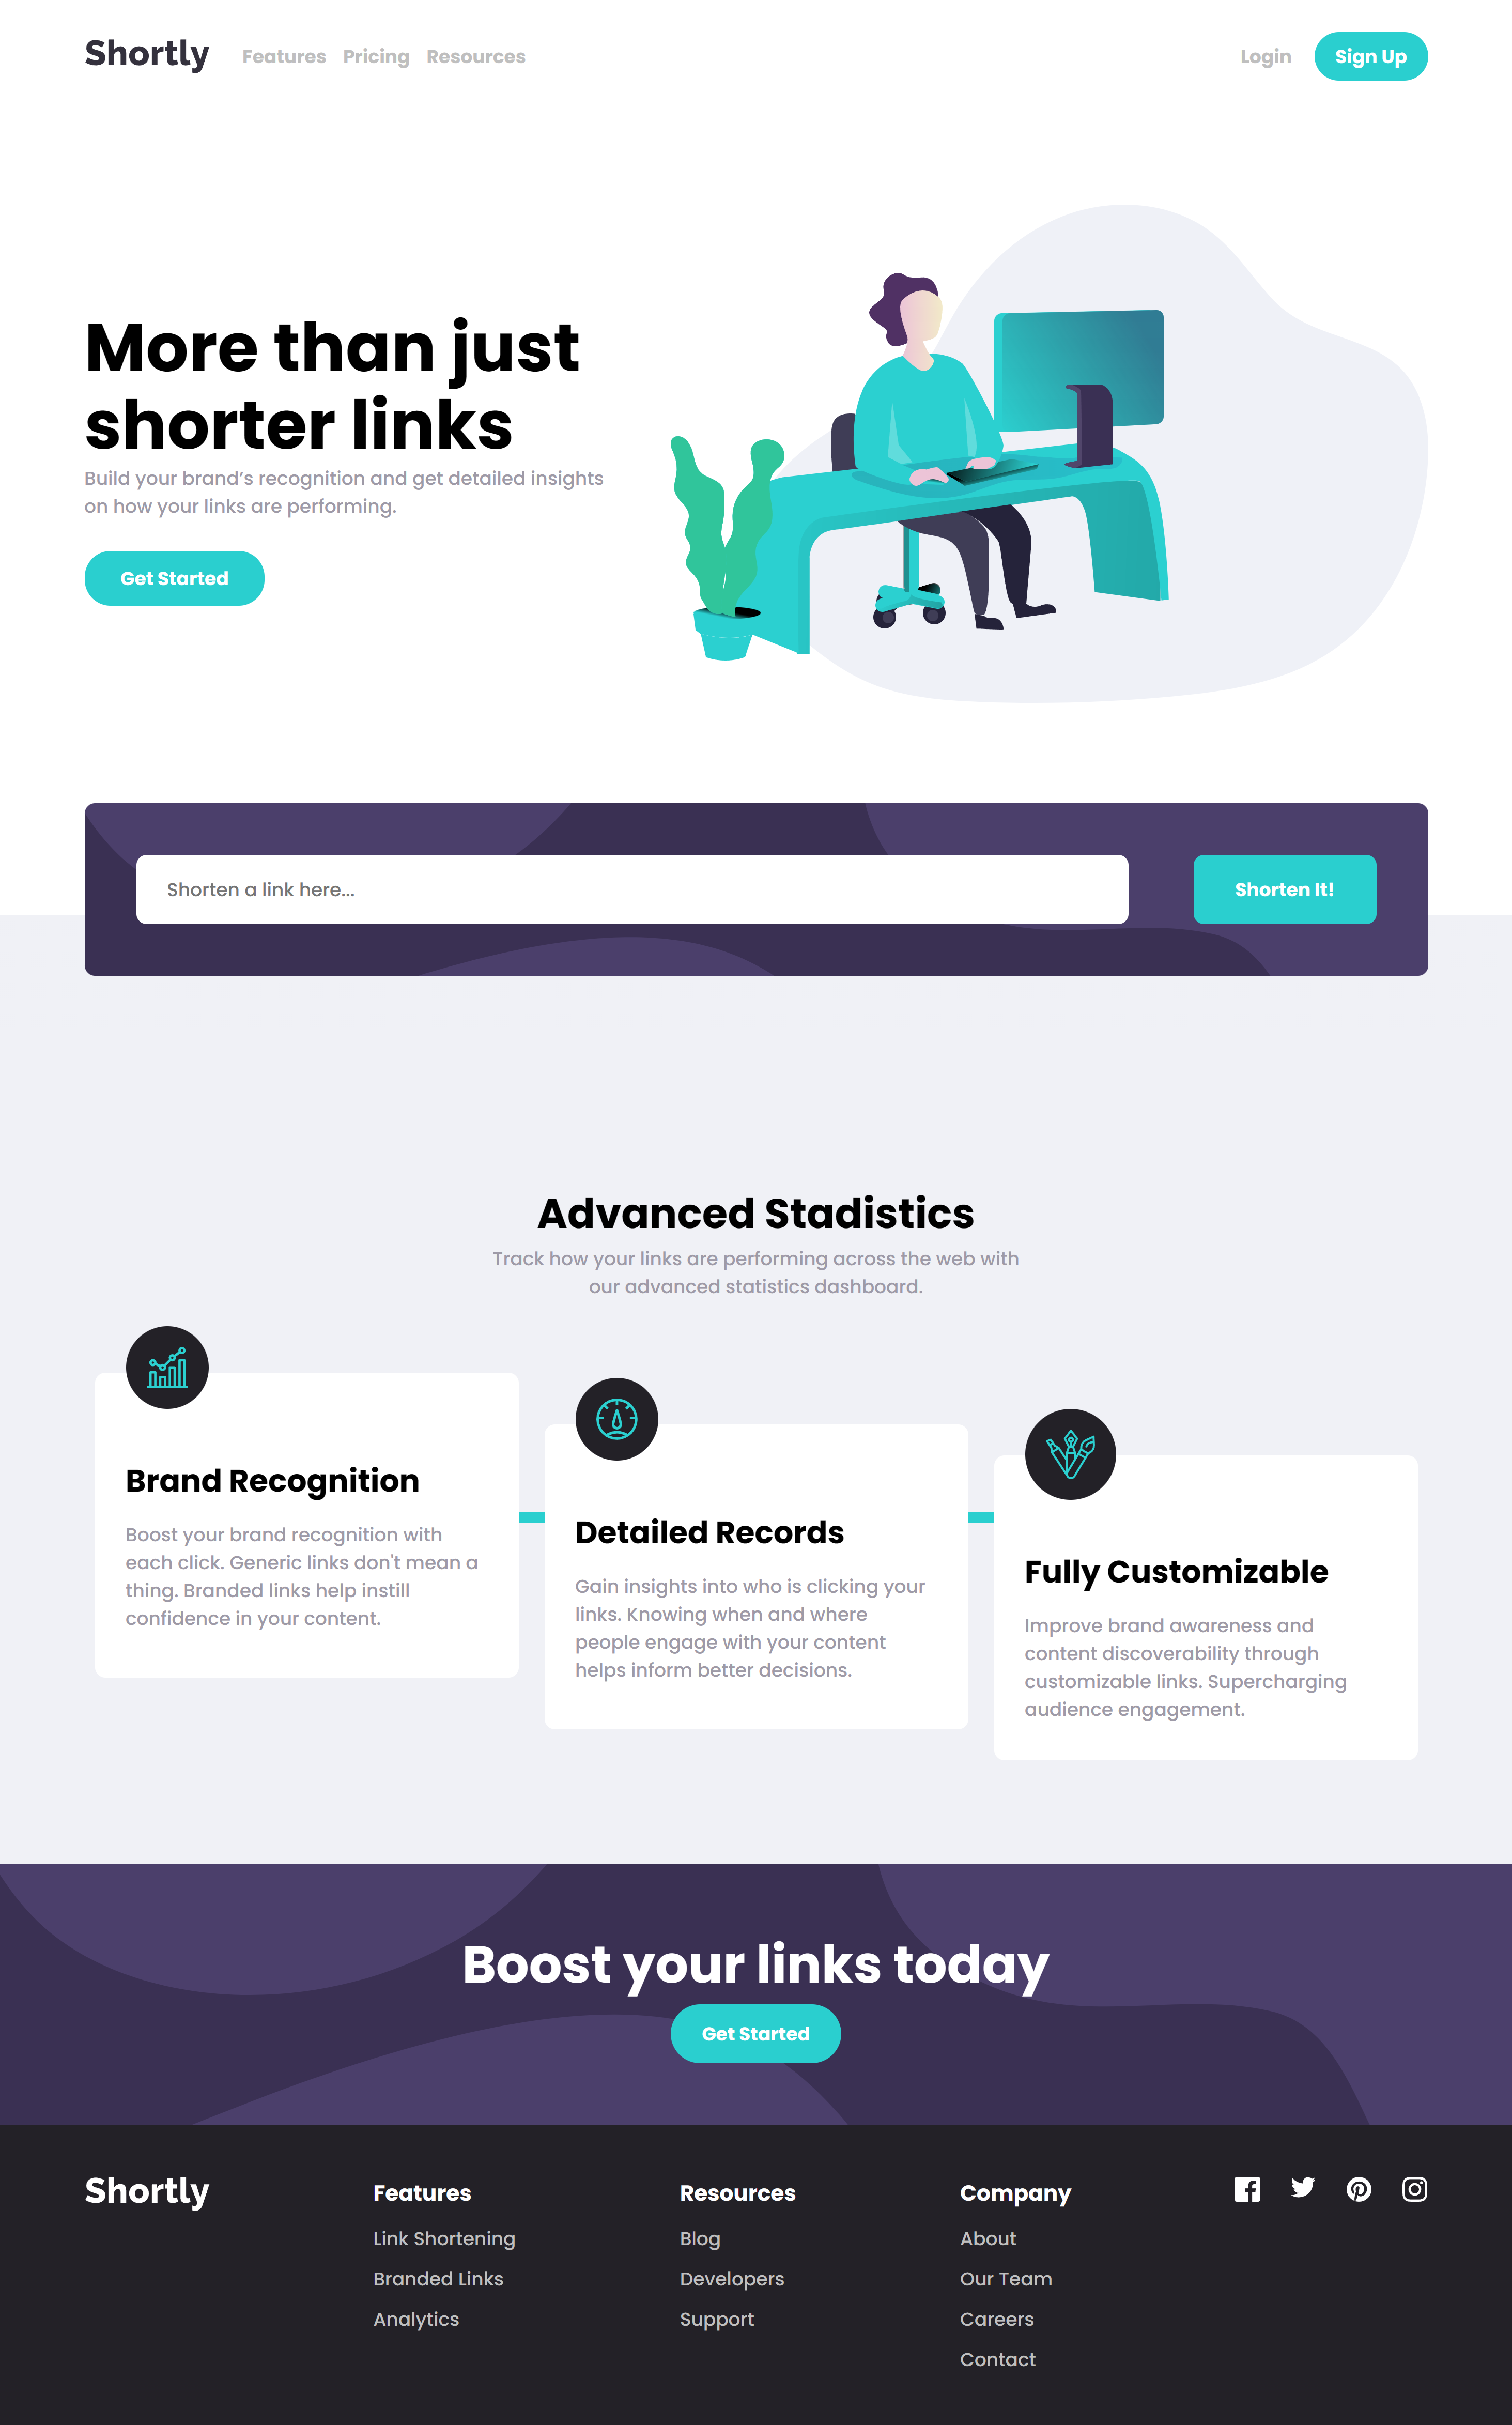 Shortly
Features Pricing Resources
Login
Sign Up
More than just
shorter links
Build your brand’s recognition and get detailed insights
on how your links are performing.
Get Started
Shorten a link here...
Shorten It!
Advanced Stadistics
Track how your links are performing across the web with
our advanced statistics dashboard.
Brand Recognition
Boost your brand recognition with
each click. Generic links don't mean a
thing. Branded links help instill
confidence in your content.
Detailed Records
Gain insights into who is clicking your
links. Knowing when and where
people engage with your content
helps inform better decisions.
Fully Customizable
Improve brand awareness and
content discoverability through
customizable links. Supercharging
audience engagement.
Boost your links today
Get Started
Shortly
Features
Link Shortening
Branded Links
Analytics
Resources
Blog
Developers
Support
Company
About
Our Team
Careers
Contact